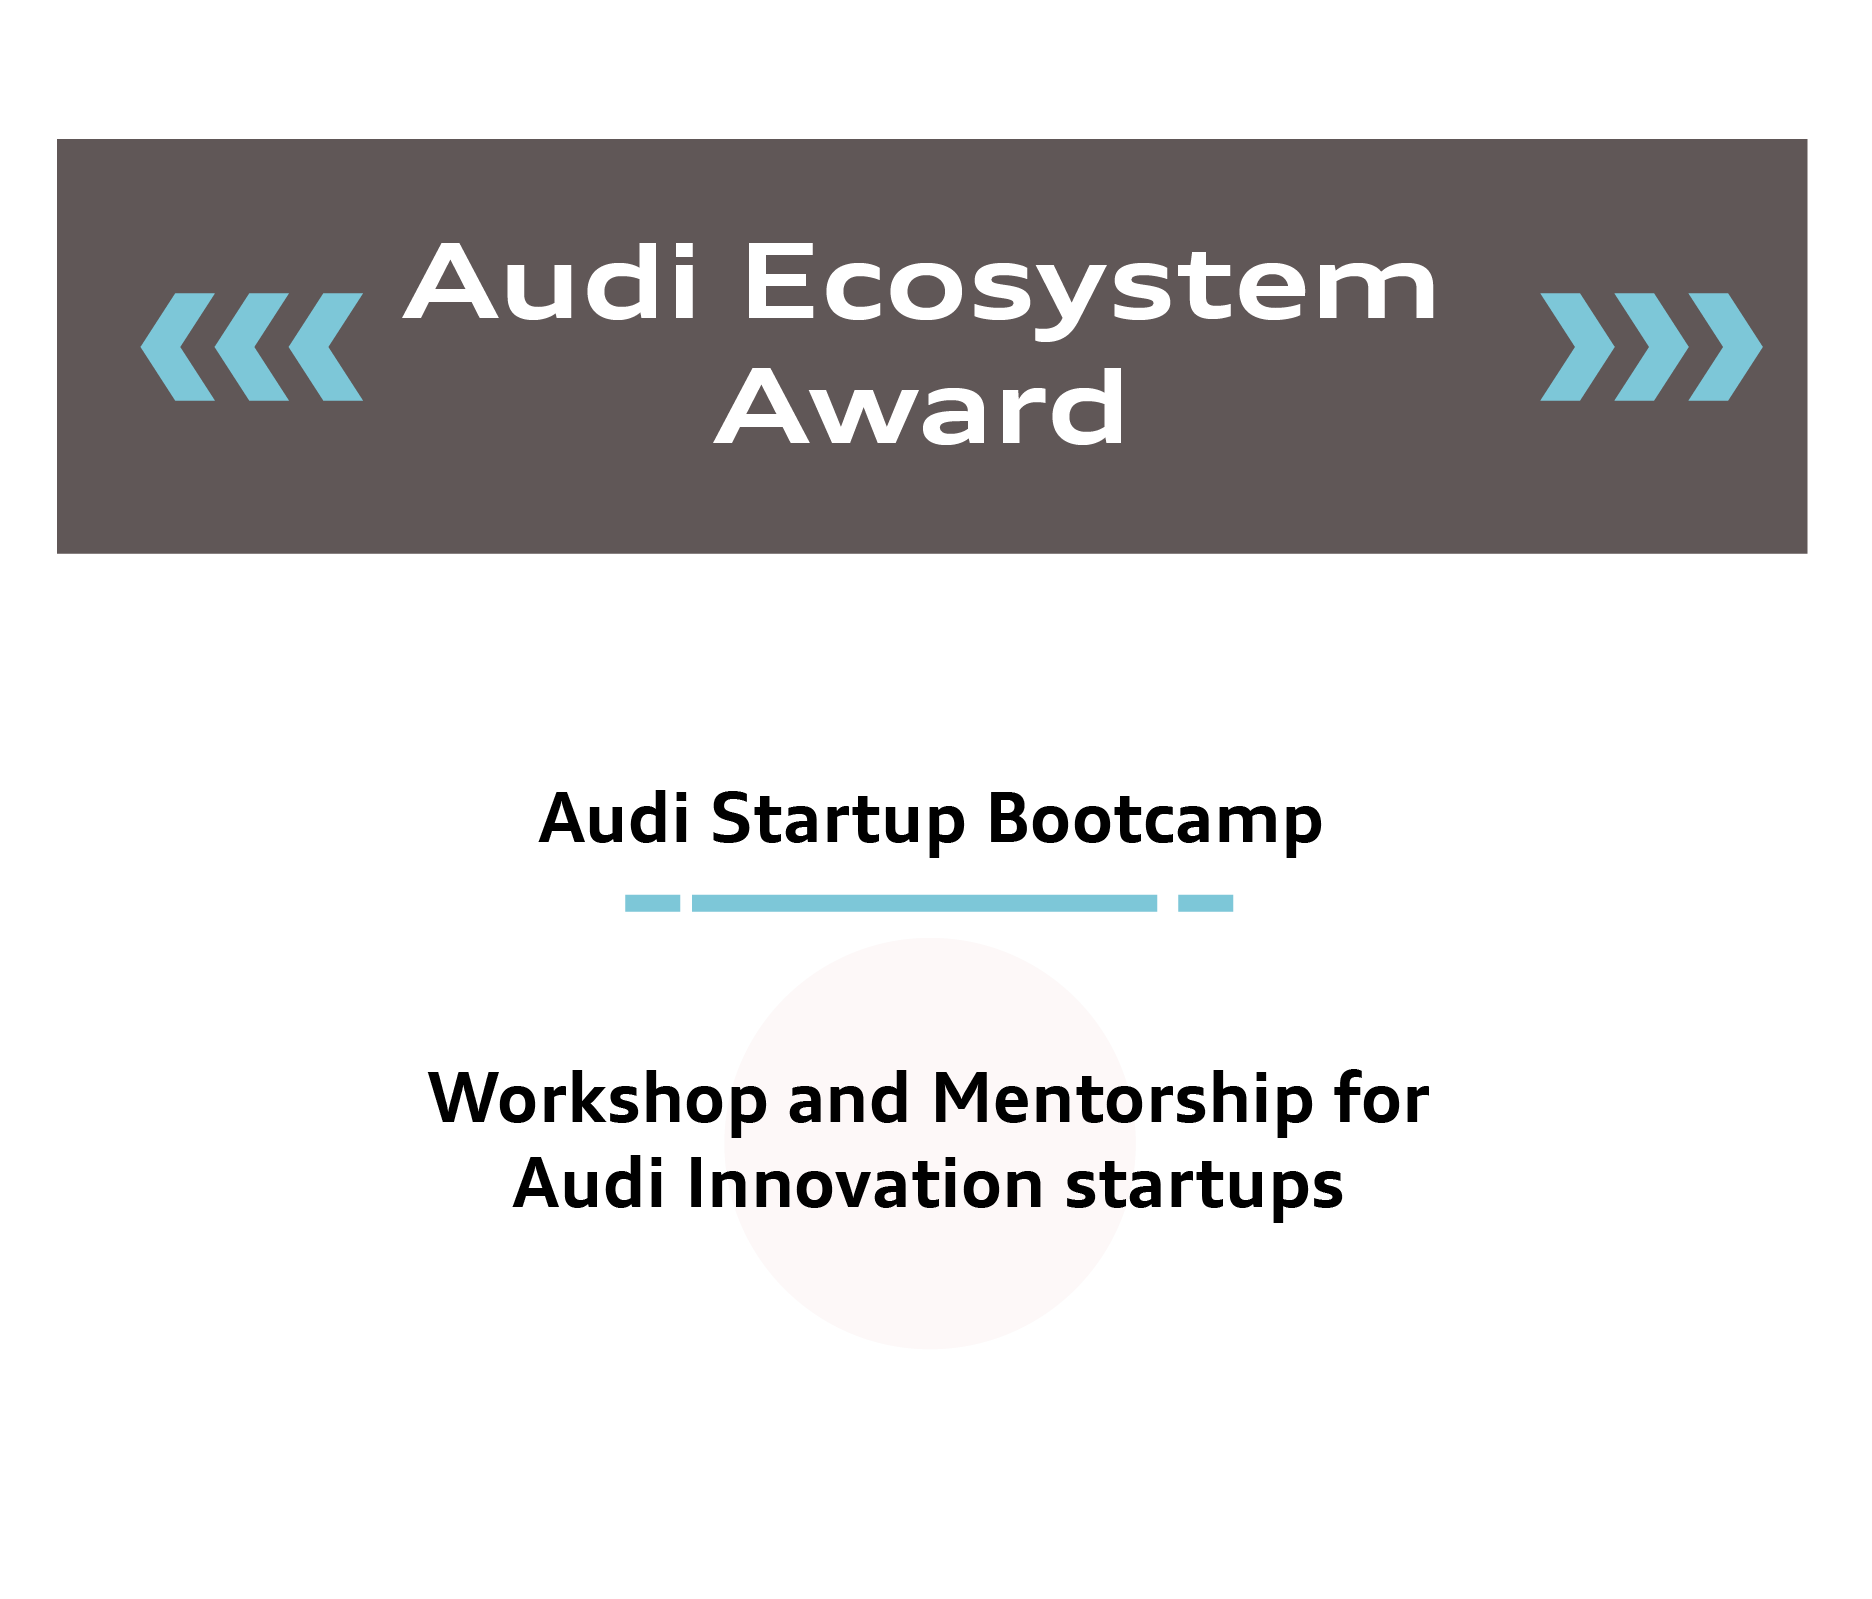 Audi Ecosystem
Award
Audi Startup Bootcamp
Workshop and Mentorship for
Audi Innovation startups